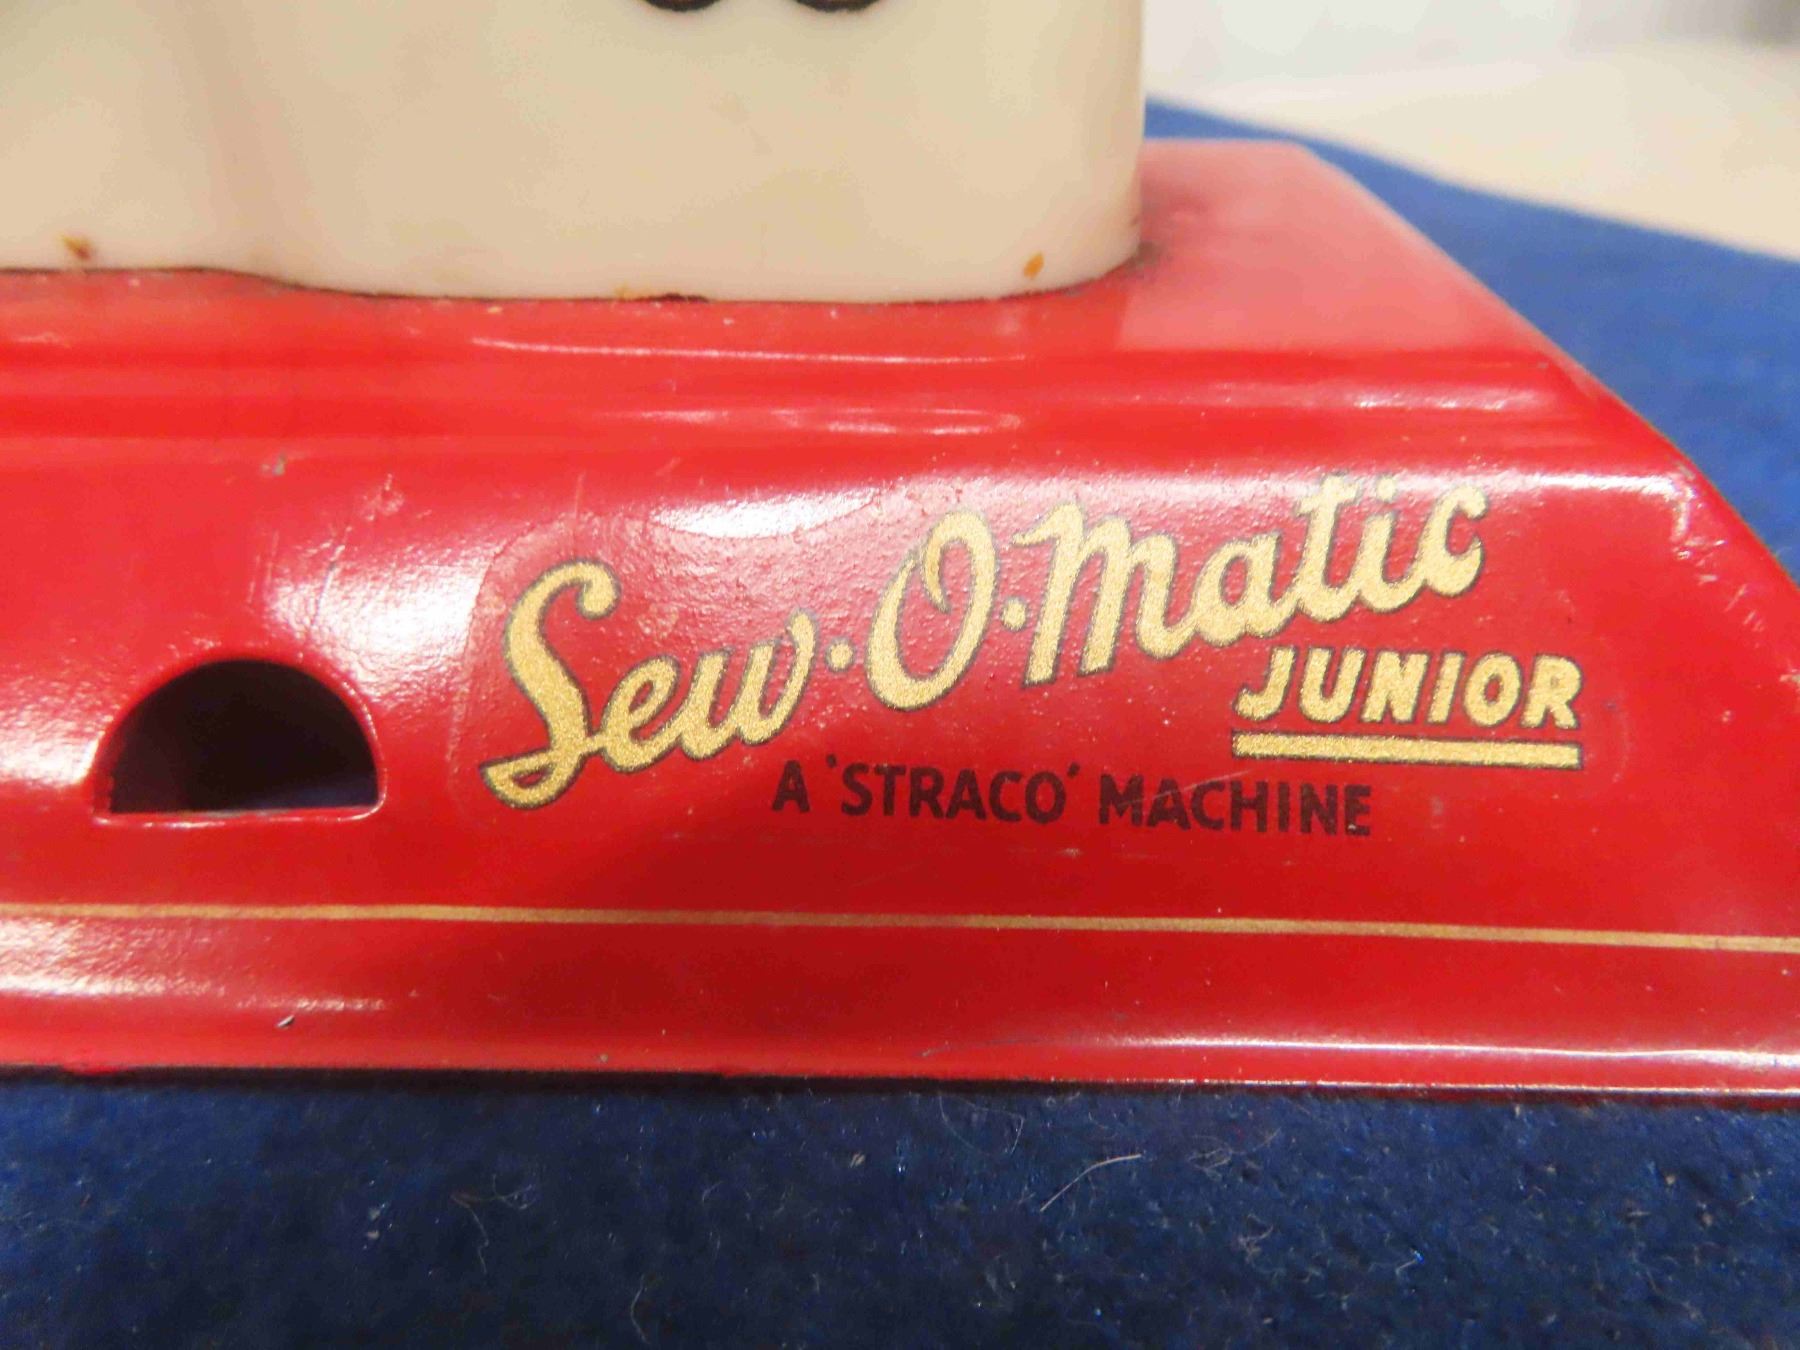 Sew·O·Matic
JUNIOR
A 'STRACO' MACHINE